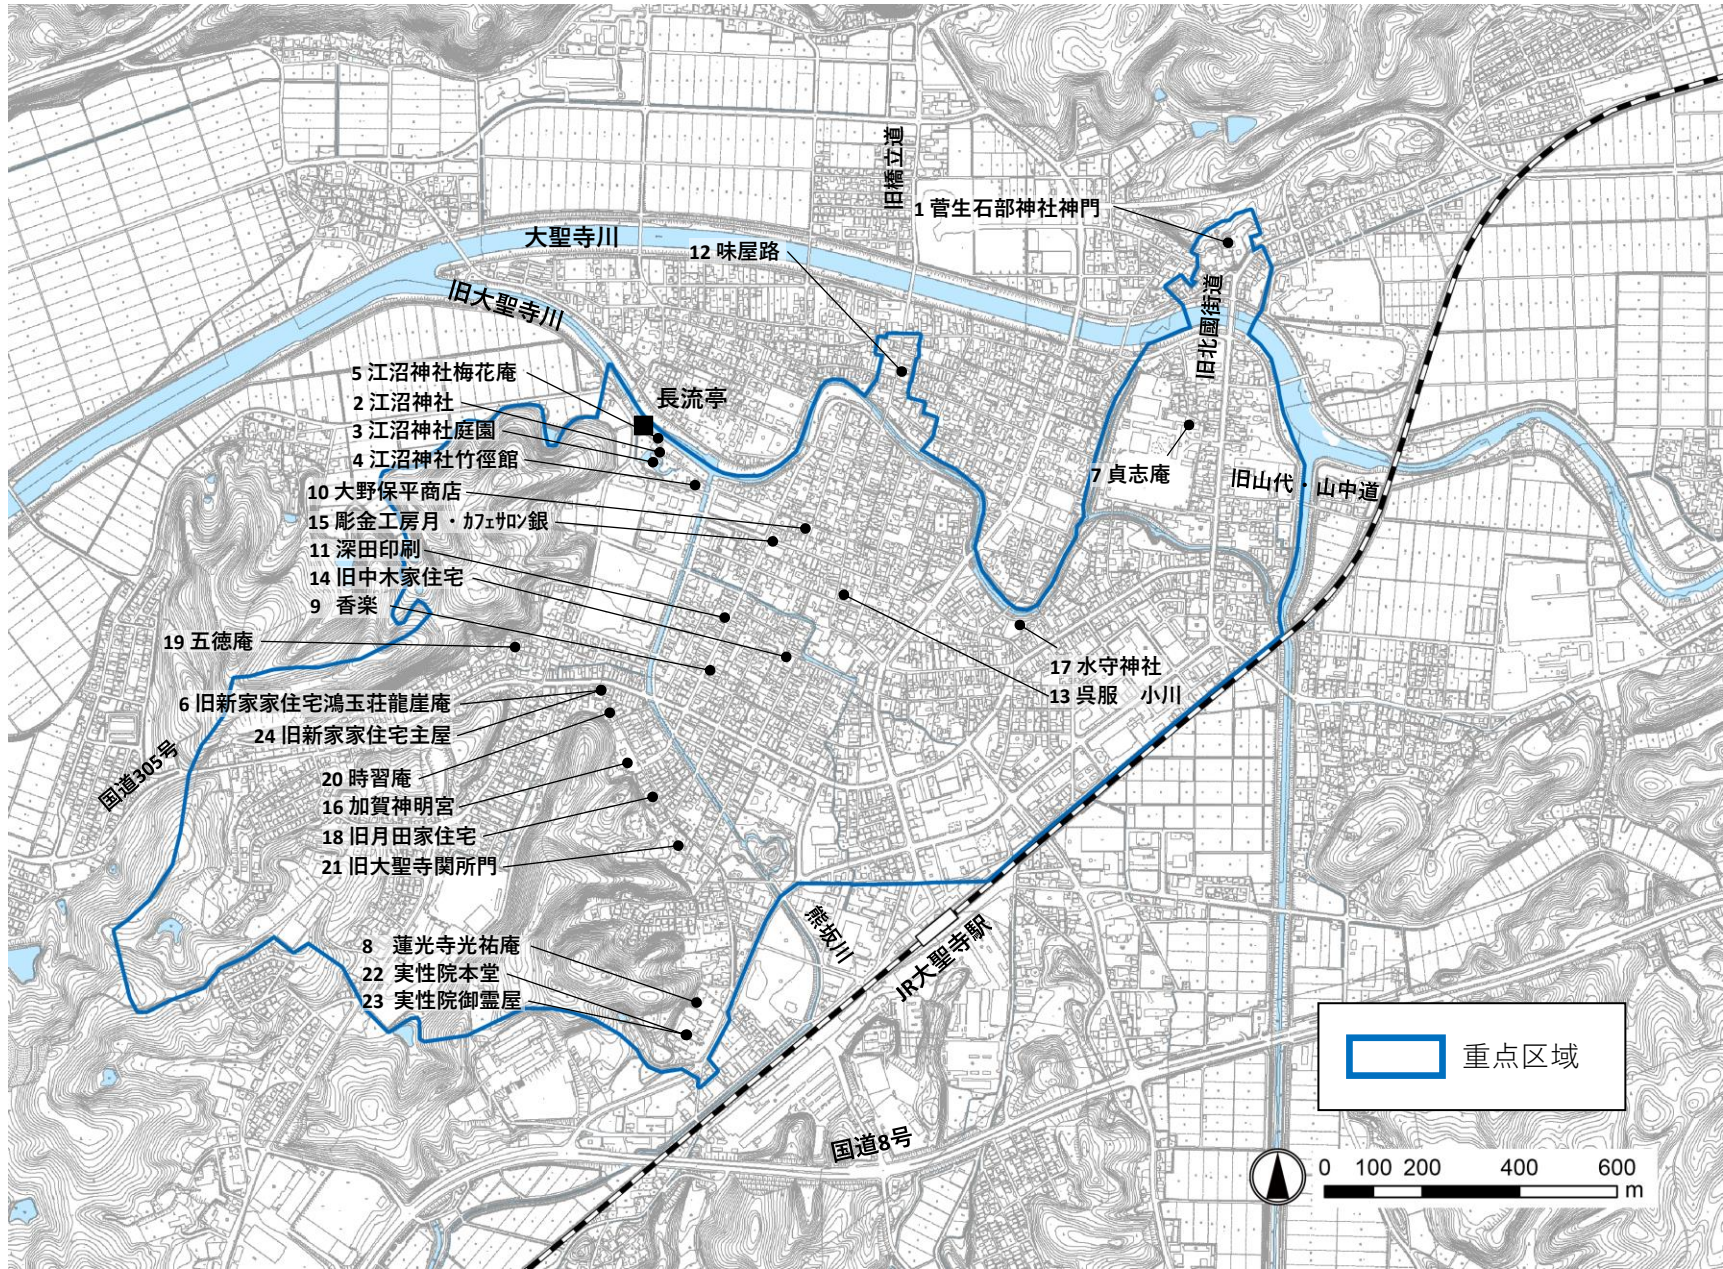 旧橋立道
1 菅生石部神社神門
大聖寺川
12 味屋路
旧大聖寺川
旧北國街道
5 江沼神社梅花庵
長流亭
2 江沼神社
3 江沼神社庭園
4 江沼神社竹徑館
7 貞志庵
旧山代・山中道
10 大野保平商店
15 彫金工房月・ｶﾌｪｻﾛﾝ銀
11 深田印刷
14 旧中木家住宅
9 香楽
19 五徳庵
17 水守神社
13 呉服 小川
6 旧新家家住宅鴻玉荘龍崖庵
24 旧新家家住宅主屋
国道305号
20 時習庵
16 加賀神明宮
18 旧月田家住宅
21 旧大聖寺関所門
熊坂川
8 蓮光寺光祐庵
22 実性院本堂
23 実性院御霊屋
JR大聖寺駅
重点区域
国道8号
0 100 200 400 600
m